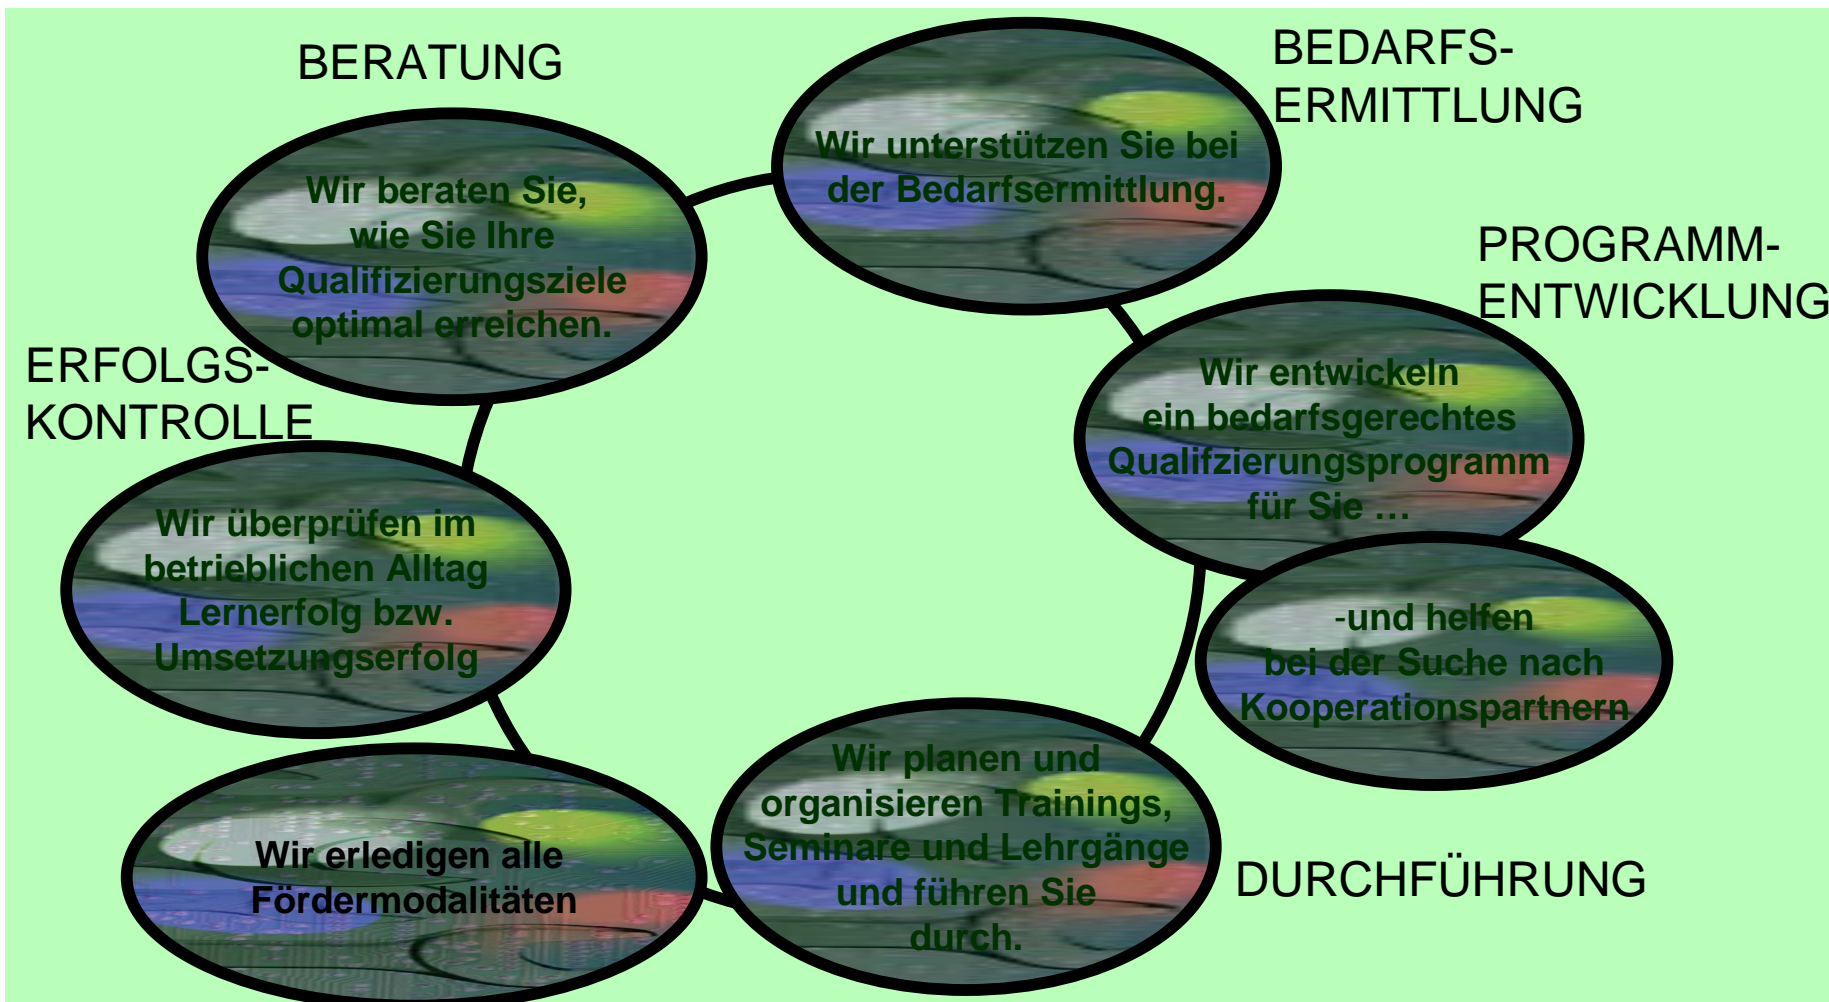 BERATUNG
Wir beraten Sie,
wie Sie Ihre
Qualifizierungsziele
optimal erreichen.
BEDARFS-
ERMITTLUNG
Wir unterstützen Sie bei
der Bedarfsermittlung.
PROGRAMM-
ENTWICKLUNG
Wir entwickeln
ein bedarfsgerechtes
Qualifzierungsprogramm
für Sie …
-und helfen
bei der Suche nach
Kooperationspartnern
DURCHFÜHRUNG
Wir planen und
organisieren Trainings,
Seminare und Lehrgänge
und führen Sie
durch.
Wir erledigen alle
Fördermodalitäten
ERFOLGS-
KONTROLLE
Wir überprüfen im
betrieblichen Alltag
Lernerfolg bzw.
Umsetzungserfolg